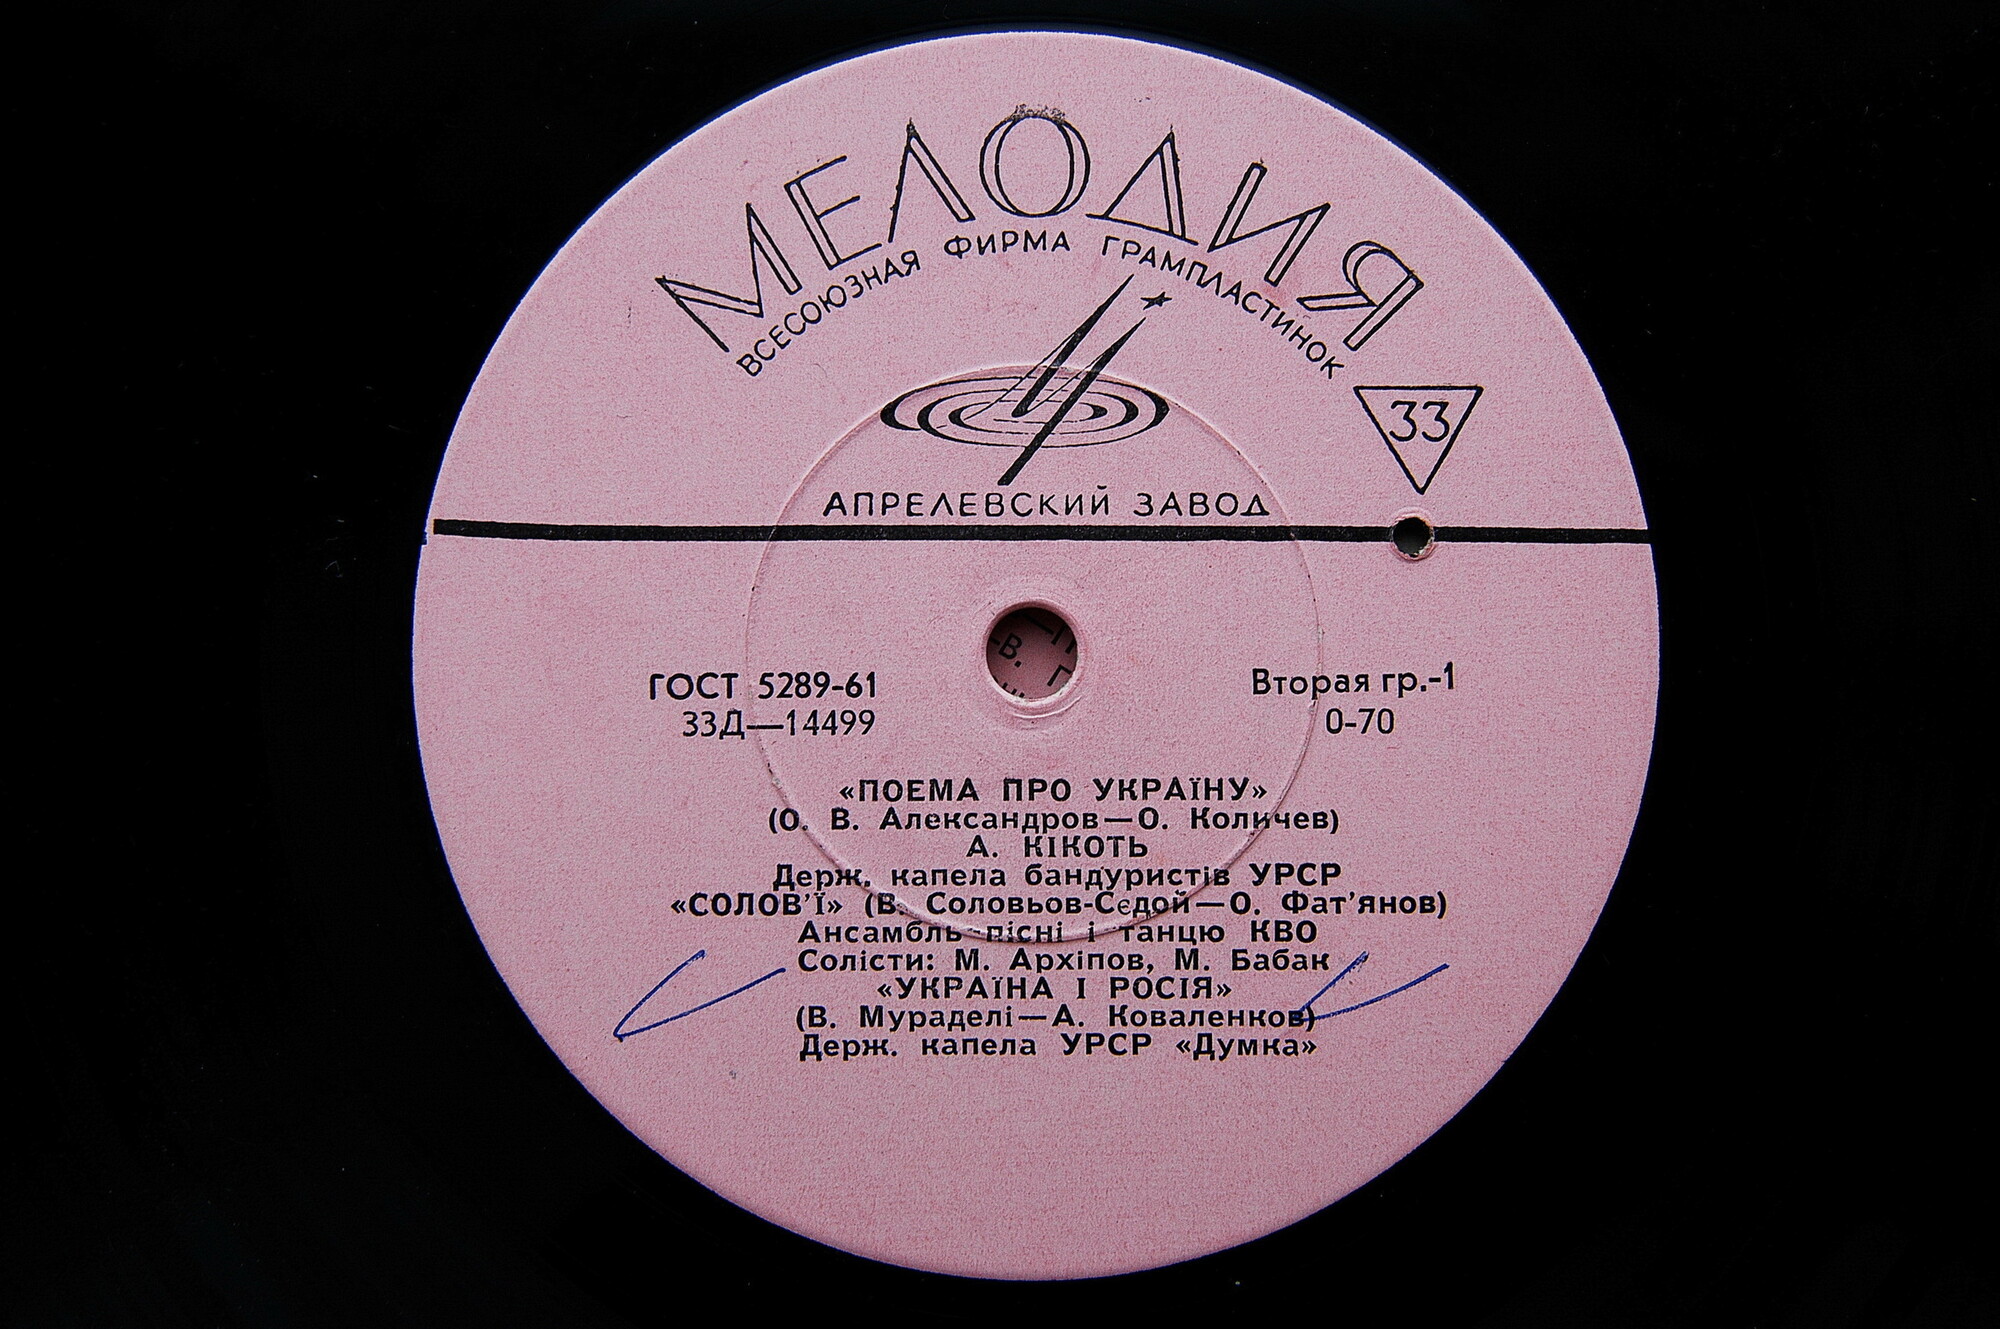 МЕЛОДИЯ
ВСЕСОЮЗНАЯ ФИРМА ГРАМПЛАСТИНОК
33
АПРЕЛЕВСКИЙ ЗАВОД
ГОСТ 5289-61
Вторая гр.-1
33Д—14499
0-70
«ПОЕМА ПРО УКРАЇНУ»
(О. В. Александров—О. Количев)
А. КІКОТЬ
Держ. капела бандуристів УРСР
«СОЛОВ'Ї» (В. Соловьов-Сєдой—О. Фат'янов)
Ансамбль пісні і танцю КВО
Солісти: М. Архіпов, М. Бабак
«УКРАЇНА І РОСІЯ»
(В. Мураделі—А. Коваленков)
Держ. капела УРСР «Думка»